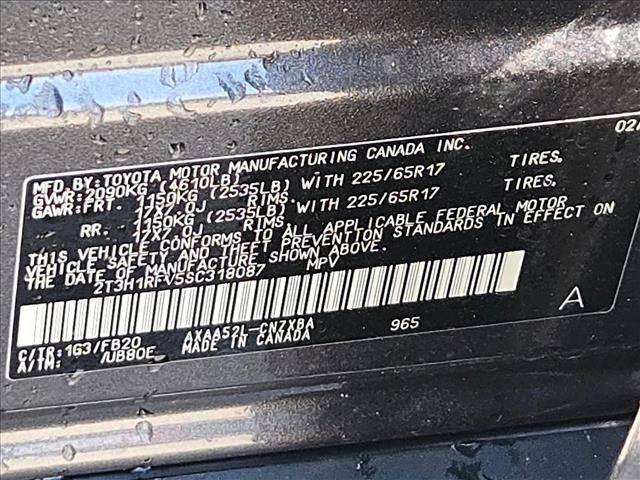 02/
MFD.BY:TOYOTA MOTOR MANUFACTURING CANADA INC.
GVWR:2090KG (4610LB)
GAWR:FRT. 1150KG (2535LB) WITH 225/65R17 TIRES.
17X7.0J RIMS.
RR. 1150KG (2535LB) WITH 225/65R17 TIRES.
17X7.0J RIMS
THIS VEHICLE CONFORMS TO ALL APPLICABLE FEDERAL MOTOR
VEHICLE SAFETY AND THEFT PREVENTION STANDARDS IN EFFECT ON
THE DATE OF MANUFACTURE SHOWN ABOVE.
2T3H1RFV5SC318087 MPV
C/TR:1G3/FB20 AXAA52L-CNZXBA 965 A
A/TM: /UB80E MADE IN CANADA